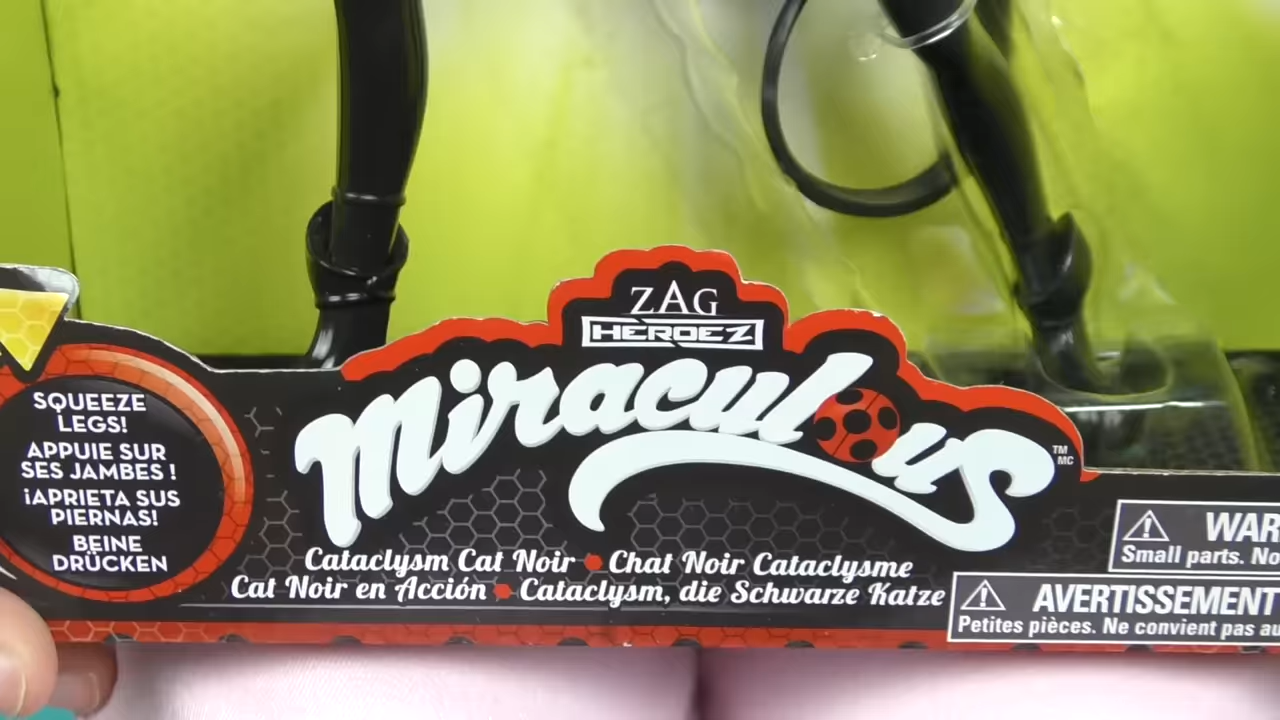 ZAG
HEROEZ
Miraculous
TM
MC
SQUEEZE
LEGS!
APPUIE SUR
SES JAMBES !
¡APRIETA SUS
PIERNAS!
BEINE
DRÜCKEN
Cataclysm Cat Noir • Chat Noir Cataclysme
Cat Noir en Acción • Cataclysm, die Schwarze Katze
WAR
Small parts. No
AVERTISSEMENT
Petites pièces. Ne convient pas au